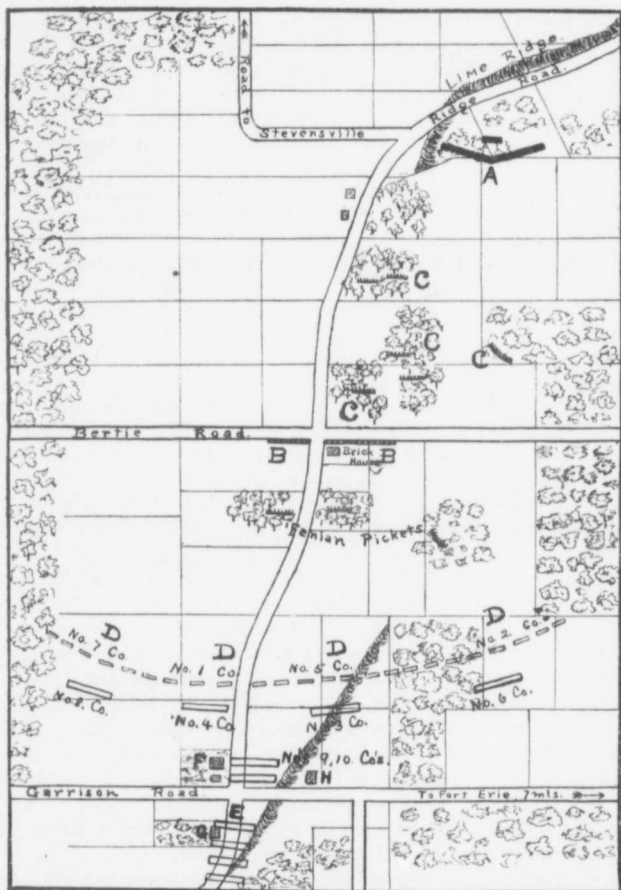 Road to
Stevensville
Lime Ridge.
Ridge Road.
A
C
C
C
C
Bertie Road.
B
B
Brick
House
Fenian Pickets
D
D
D
D
No. 7 Co.
No. 1 Co.
No. 5 Co.
No. 2. Co.
No. 8. Co.
No. 4 Co.
No. 3 Co.
No. 6 Co.
F
Nos 9, 10. Co's.
H
Garrison Road.
To Fort Erie 7 mls.
E
G